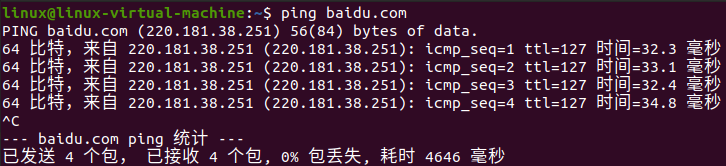 linux@linux-virtual-machine:~$ ping baidu.com
PING baidu.com (220.181.38.251) 56(84) bytes of data.
64 比特，来自 220.181.38.251 (220.181.38.251): icmp_seq=1 ttl=127 时间=32.3 毫秒
64 比特，来自 220.181.38.251 (220.181.38.251): icmp_seq=2 ttl=127 时间=33.1 毫秒
64 比特，来自 220.181.38.251 (220.181.38.251): icmp_seq=3 ttl=127 时间=32.4 毫秒
64 比特，来自 220.181.38.251 (220.181.38.251): icmp_seq=4 ttl=127 时间=34.8 毫秒
^C
--- baidu.com ping 统计 ---
已发送 4 个包， 已接收 4 个包, 0% 包丢失, 耗时 4646 毫秒